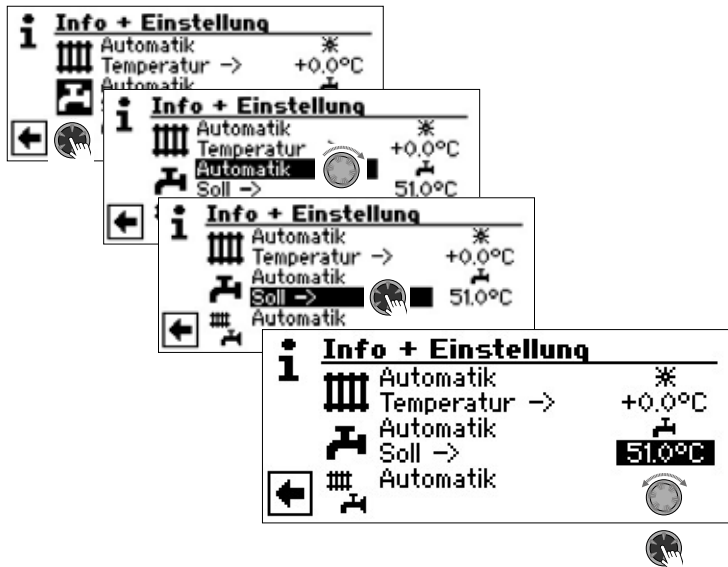 Info + Einstellung
Automatik
Temperatur -> +0.0°C
Automatik
Info + Einstellung
Automatik
Temperatur +0.0°C
Automatik
Soll -> 51.0°C
Info + Einstellung
Automatik
Temperatur -> +0.0°C
Automatik
Soll -> 51.0°C
Automatik
Info + Einstellung
Automatik
Temperatur -> +0.0°C
Automatik
Soll -> 51.0°C
Automatik